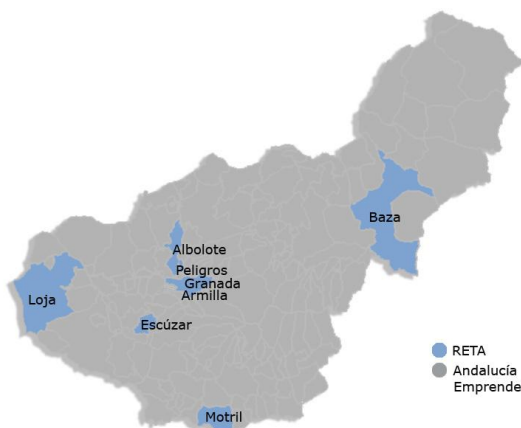 Baza
Albolote
Peligros
Granada
Armilla
Loja
Escúzar
Motril
RETA
Andalucía
Emprende